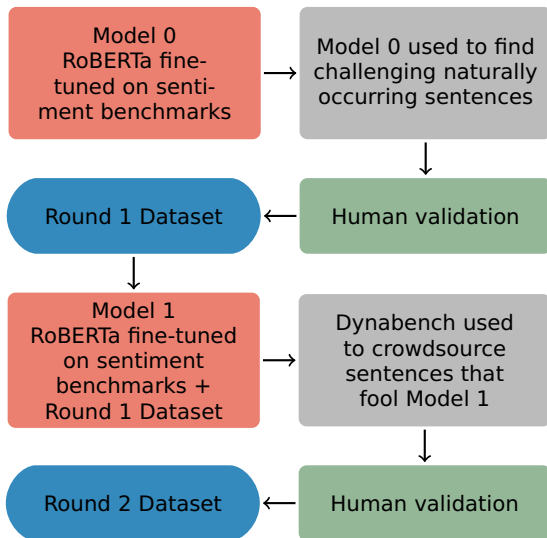 Model 0
RoBERTa fine-
tuned on senti-
ment benchmarks
Model 0 used to find
challenging naturally
occurring sentences
Human validation
Round 1 Dataset
Model 1
RoBERTa fine-tuned
on sentiment
benchmarks +
Round 1 Dataset
Dynabench used
to crowdsource
sentences that
fool Model 1
Human validation
Round 2 Dataset